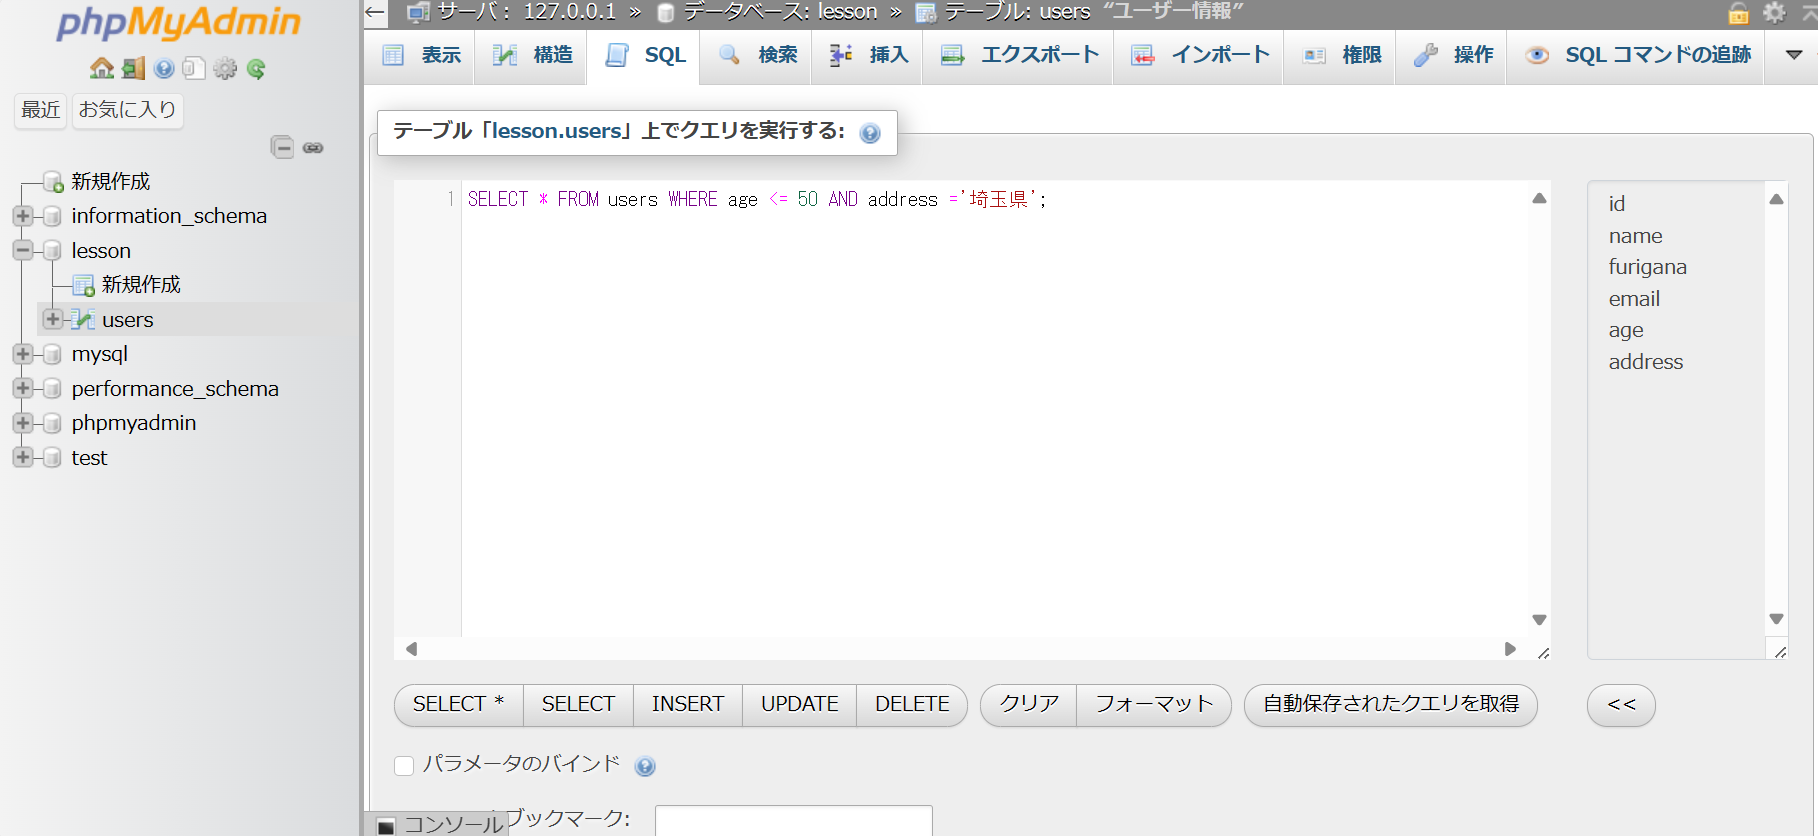 phpMyAdmin
最近 お気に入り
新規作成
information_schema
lesson
新規作成
users
mysql
performance_schema
phpmyadmin
test
サーバ: 127.0.0.1 » データベース: lesson » テーブル: users “ユーザー情報”
表示 構造 SQL 検索 挿入 エクスポート インポート 権限 操作 SQL コマンドの追跡
テーブル「lesson.users」上でクエリを実行する:
1 SELECT * FROM users WHERE age <= 50 AND address ='埼玉県';
id
name
furigana
email
age
address
SELECT * SELECT INSERT UPDATE DELETE クリア フォーマット 自動保存されたクエリを取得 <<
パラメータのバインド
ブックマーク:
コンソール